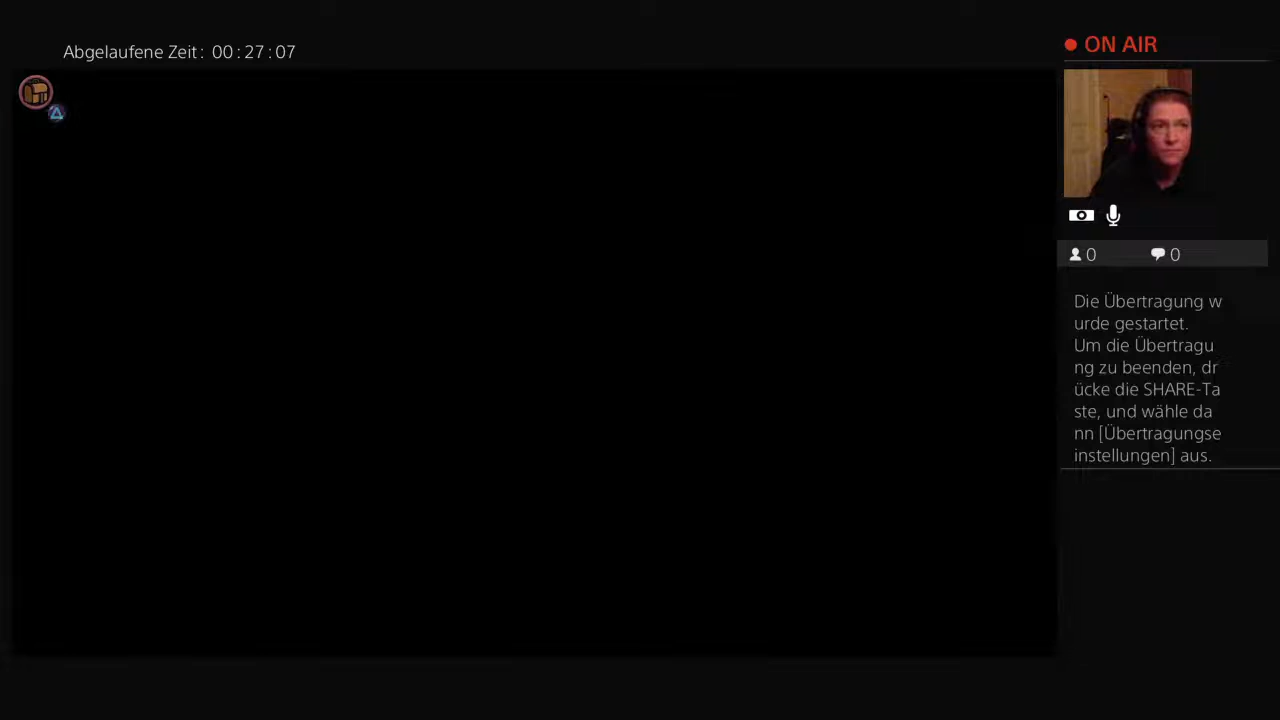 Abgelaufene Zeit: 00:27:07
ON AIR
0 0
Die Übertragung w
urde gestartet.
Um die Übertragu
ng zu beenden, dr
ücke die SHARE-Ta
ste, und wähle da
nn [Übertragungse
instellungen] aus.